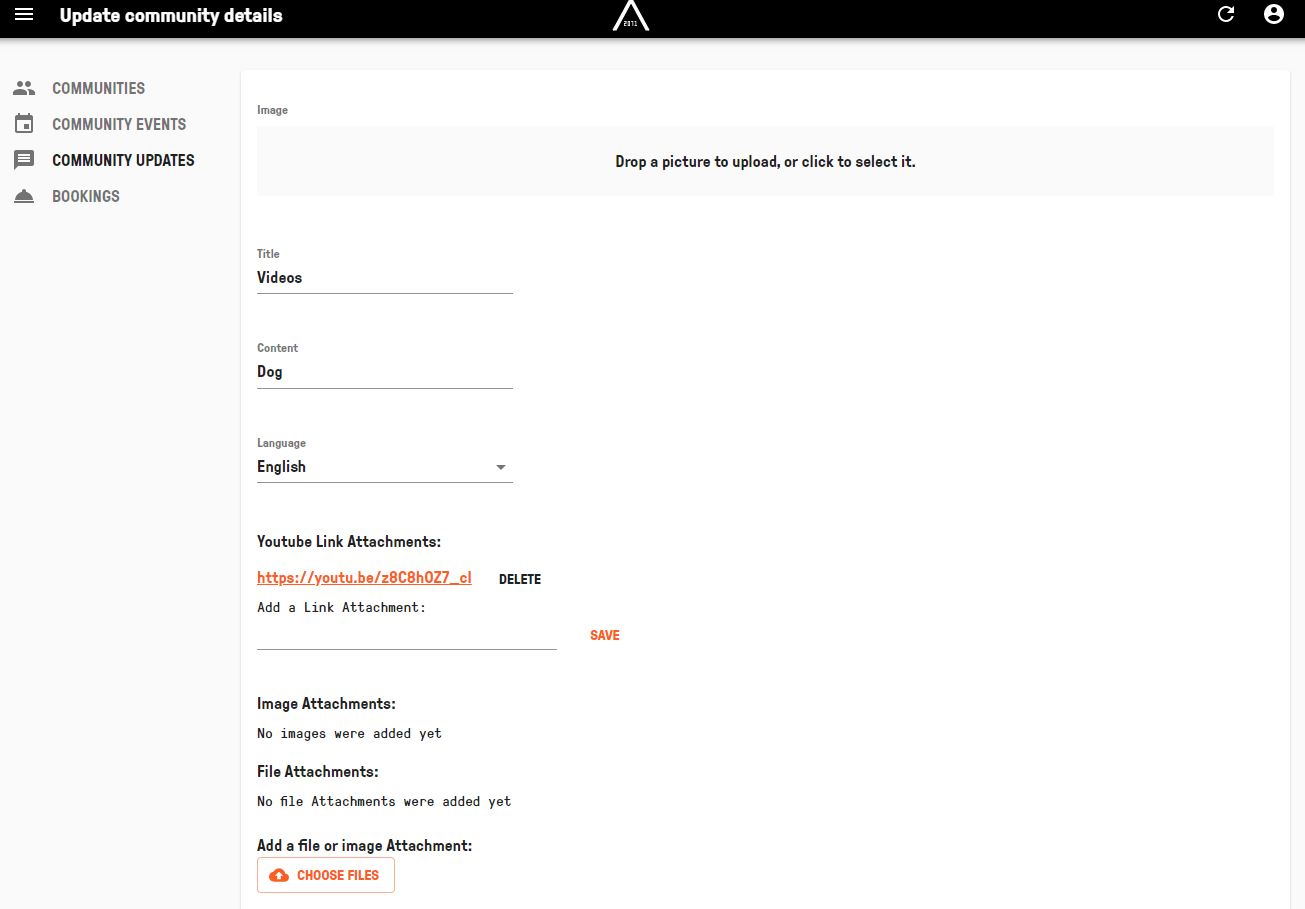 Update community details
2071
COMMUNITIES
COMMUNITY EVENTS
COMMUNITY UPDATES
BOOKINGS
Image
Drop a picture to upload, or click to select it.
Title
Videos
Content
Dog
Language
English
Youtube Link Attachments:
https://youtu.be/z8C8hOZ7_cI DELETE
Add a Link Attachment:
SAVE
Image Attachments:
No images were added yet
File Attachments:
No file Attachments were added yet
Add a file or image Attachment:
CHOOSE FILES